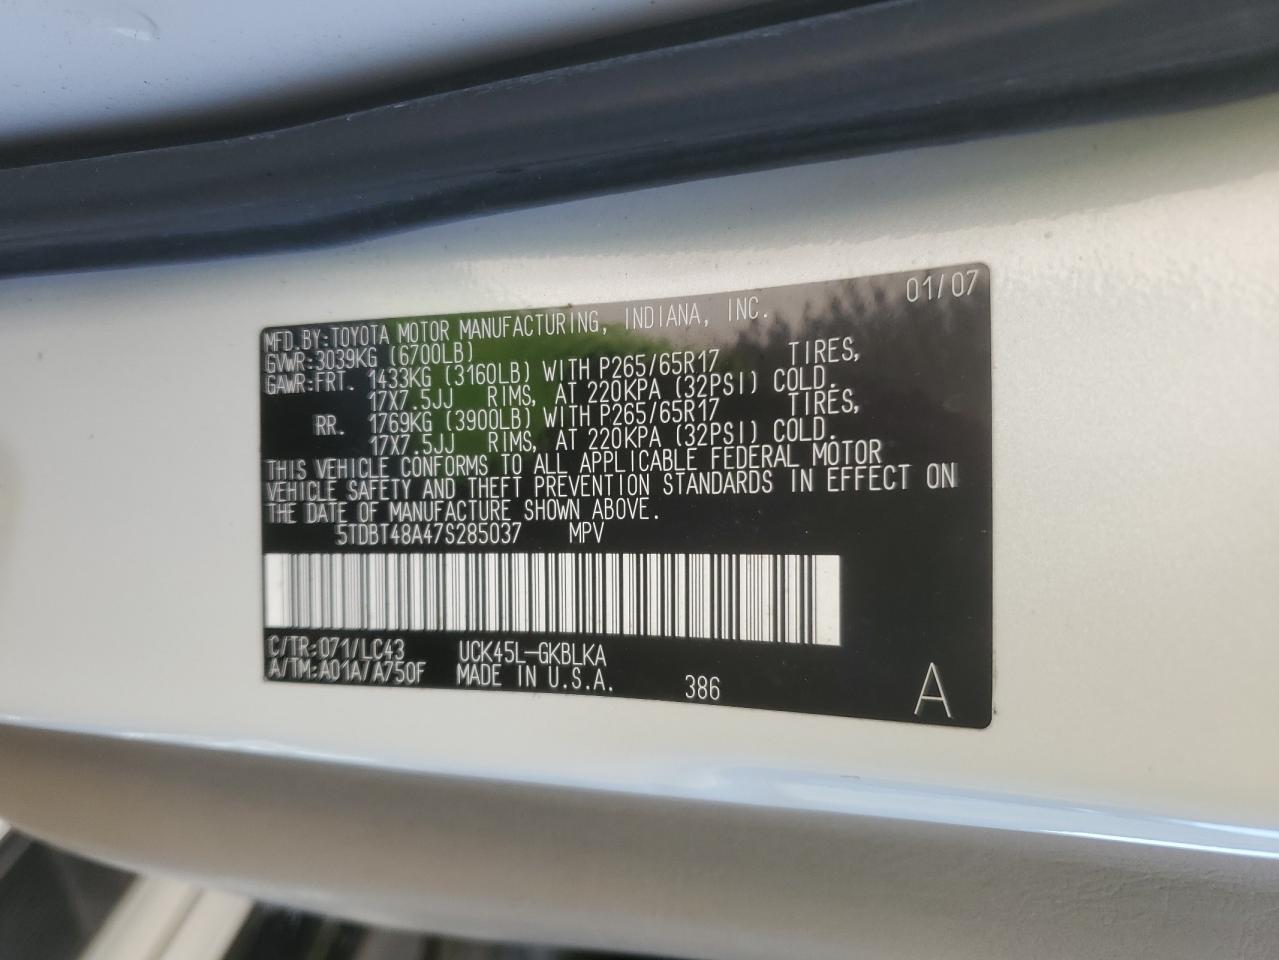 01/07
MFD.BY:TOYOTA MOTOR MANUFACTURING, INDIANA, INC.
GVWR:3039KG (6700LB)
GAWR:FRT. 1433KG (3160LB) WITH P265/65R17 TIRES,
17X7.5JJ RIMS, AT 220KPA (32PSI) COLD.
RR. 1769KG (3900LB) WITH P265/65R17 TIRES,
17X7.5JJ RIMS, AT 220KPA (32PSI) COLD.
THIS VEHICLE CONFORMS TO ALL APPLICABLE FEDERAL MOTOR
VEHICLE SAFETY AND THEFT PREVENTION STANDARDS IN EFFECT ON
THE DATE OF MANUFACTURE SHOWN ABOVE.
5TDBT48A47S285037 MPV
C/TR:071/LC43 UCK45L-GKBLKA
A/TM:A01A/A750F MADE IN U.S.A. 386 A